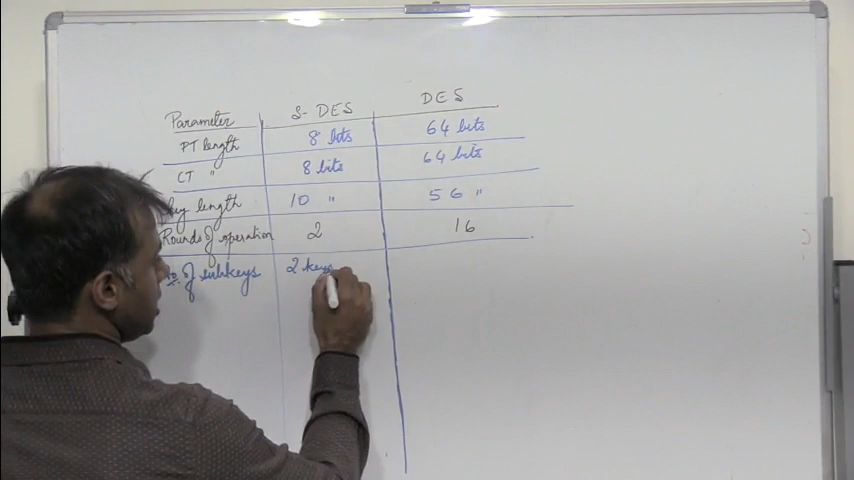 Parameter S-DES DES
PT length 8 bits 64 bits
CT " 8 bits 64 bits
key length 10 " 56 "
Rounds of operation 2 16
No. of subkeys 2 keys